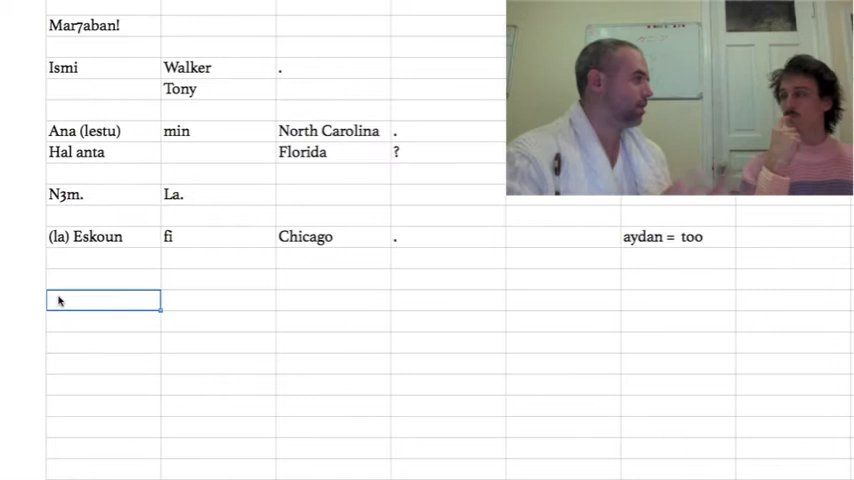 Mar7aban!
Ismi Walker .
Tony
Ana (lestu) min North Carolina .
Hal anta Florida ?
N3m. La.
(la) Eskoun fi Chicago . aydan = too